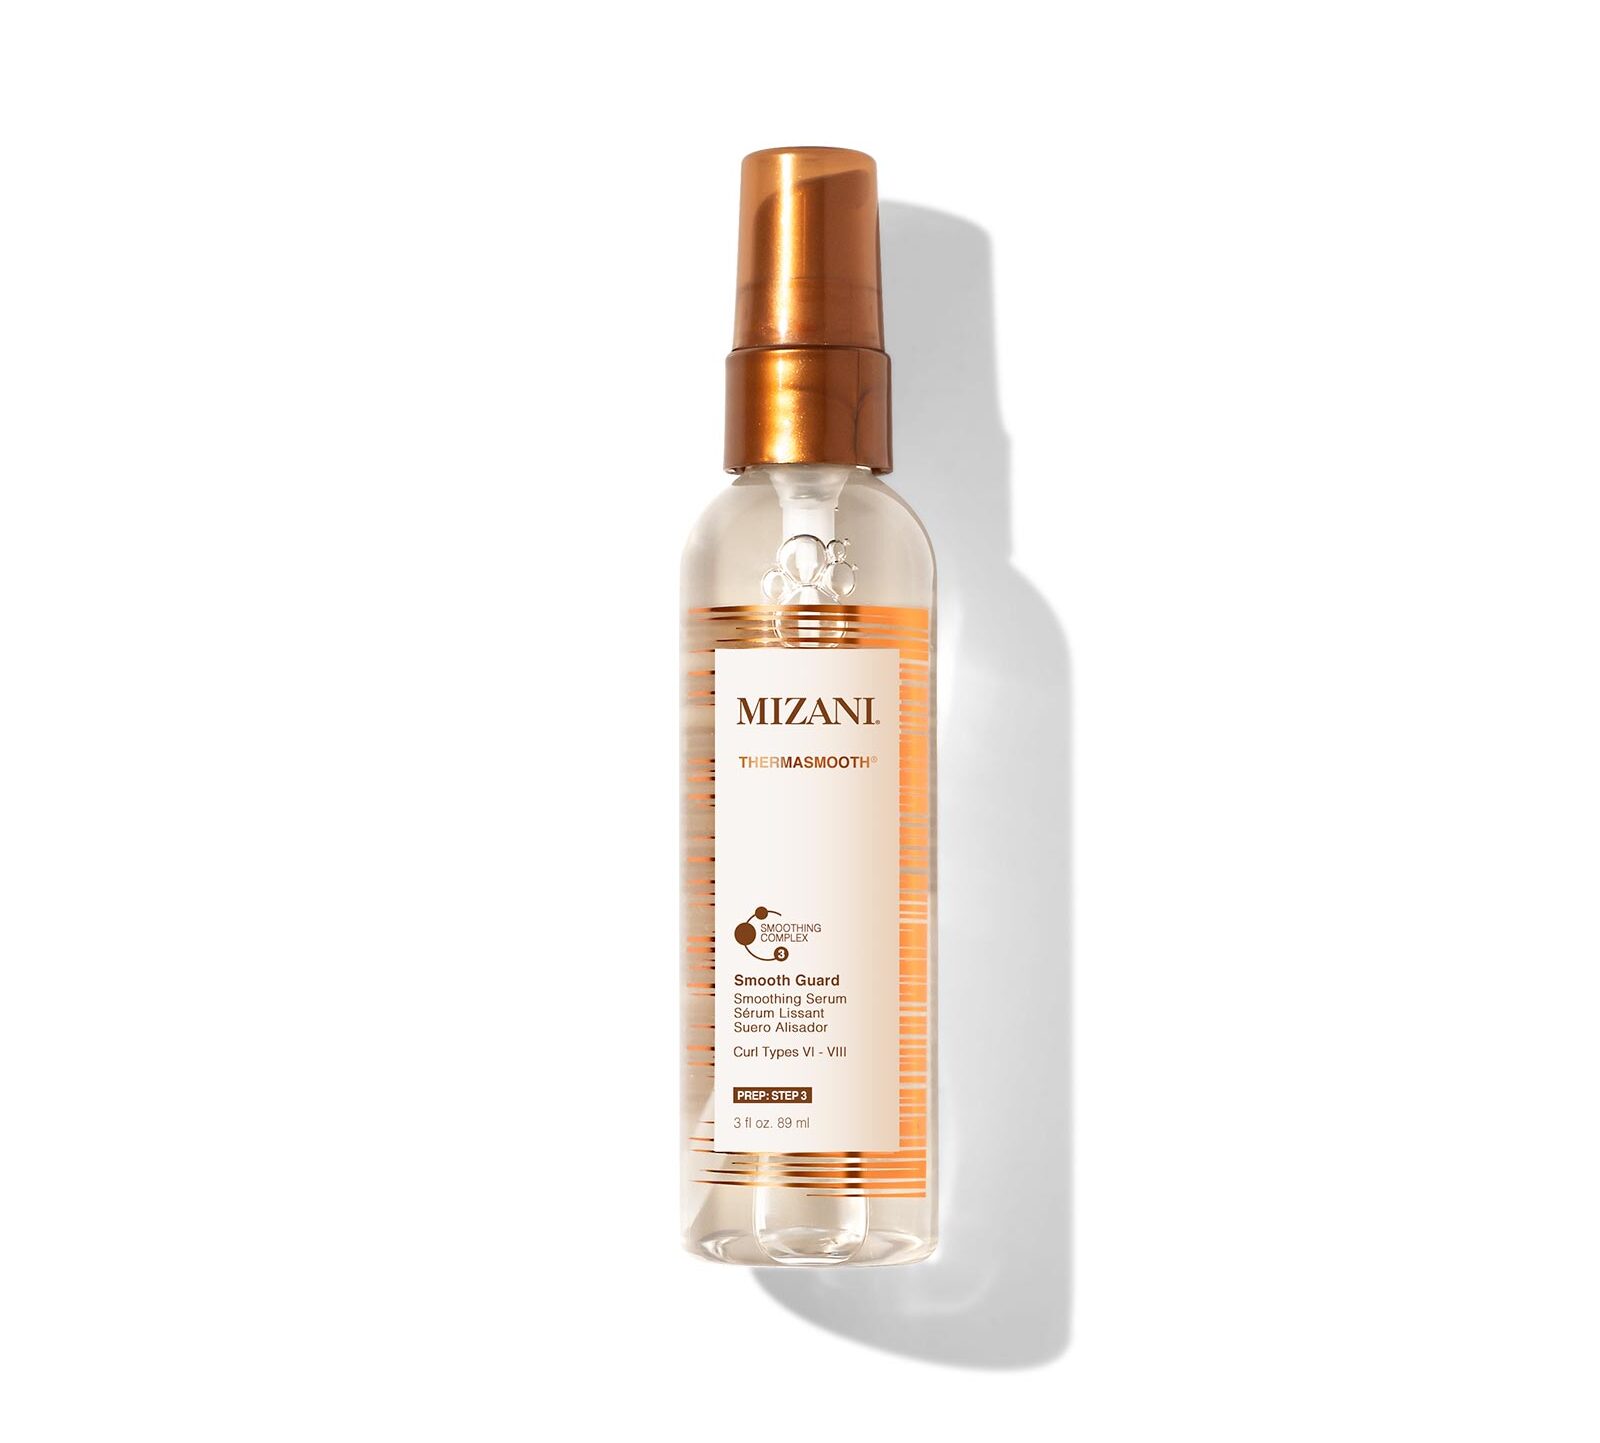 MIZANI®
THERMASMOOTH®
SMOOTHING
COMPLEX
3
Smooth Guard
Smoothing Serum
Sérum Lissant
Suero Alisador
Curl Types VI - VIII
PREP: STEP 3
3 fl oz. 89 ml